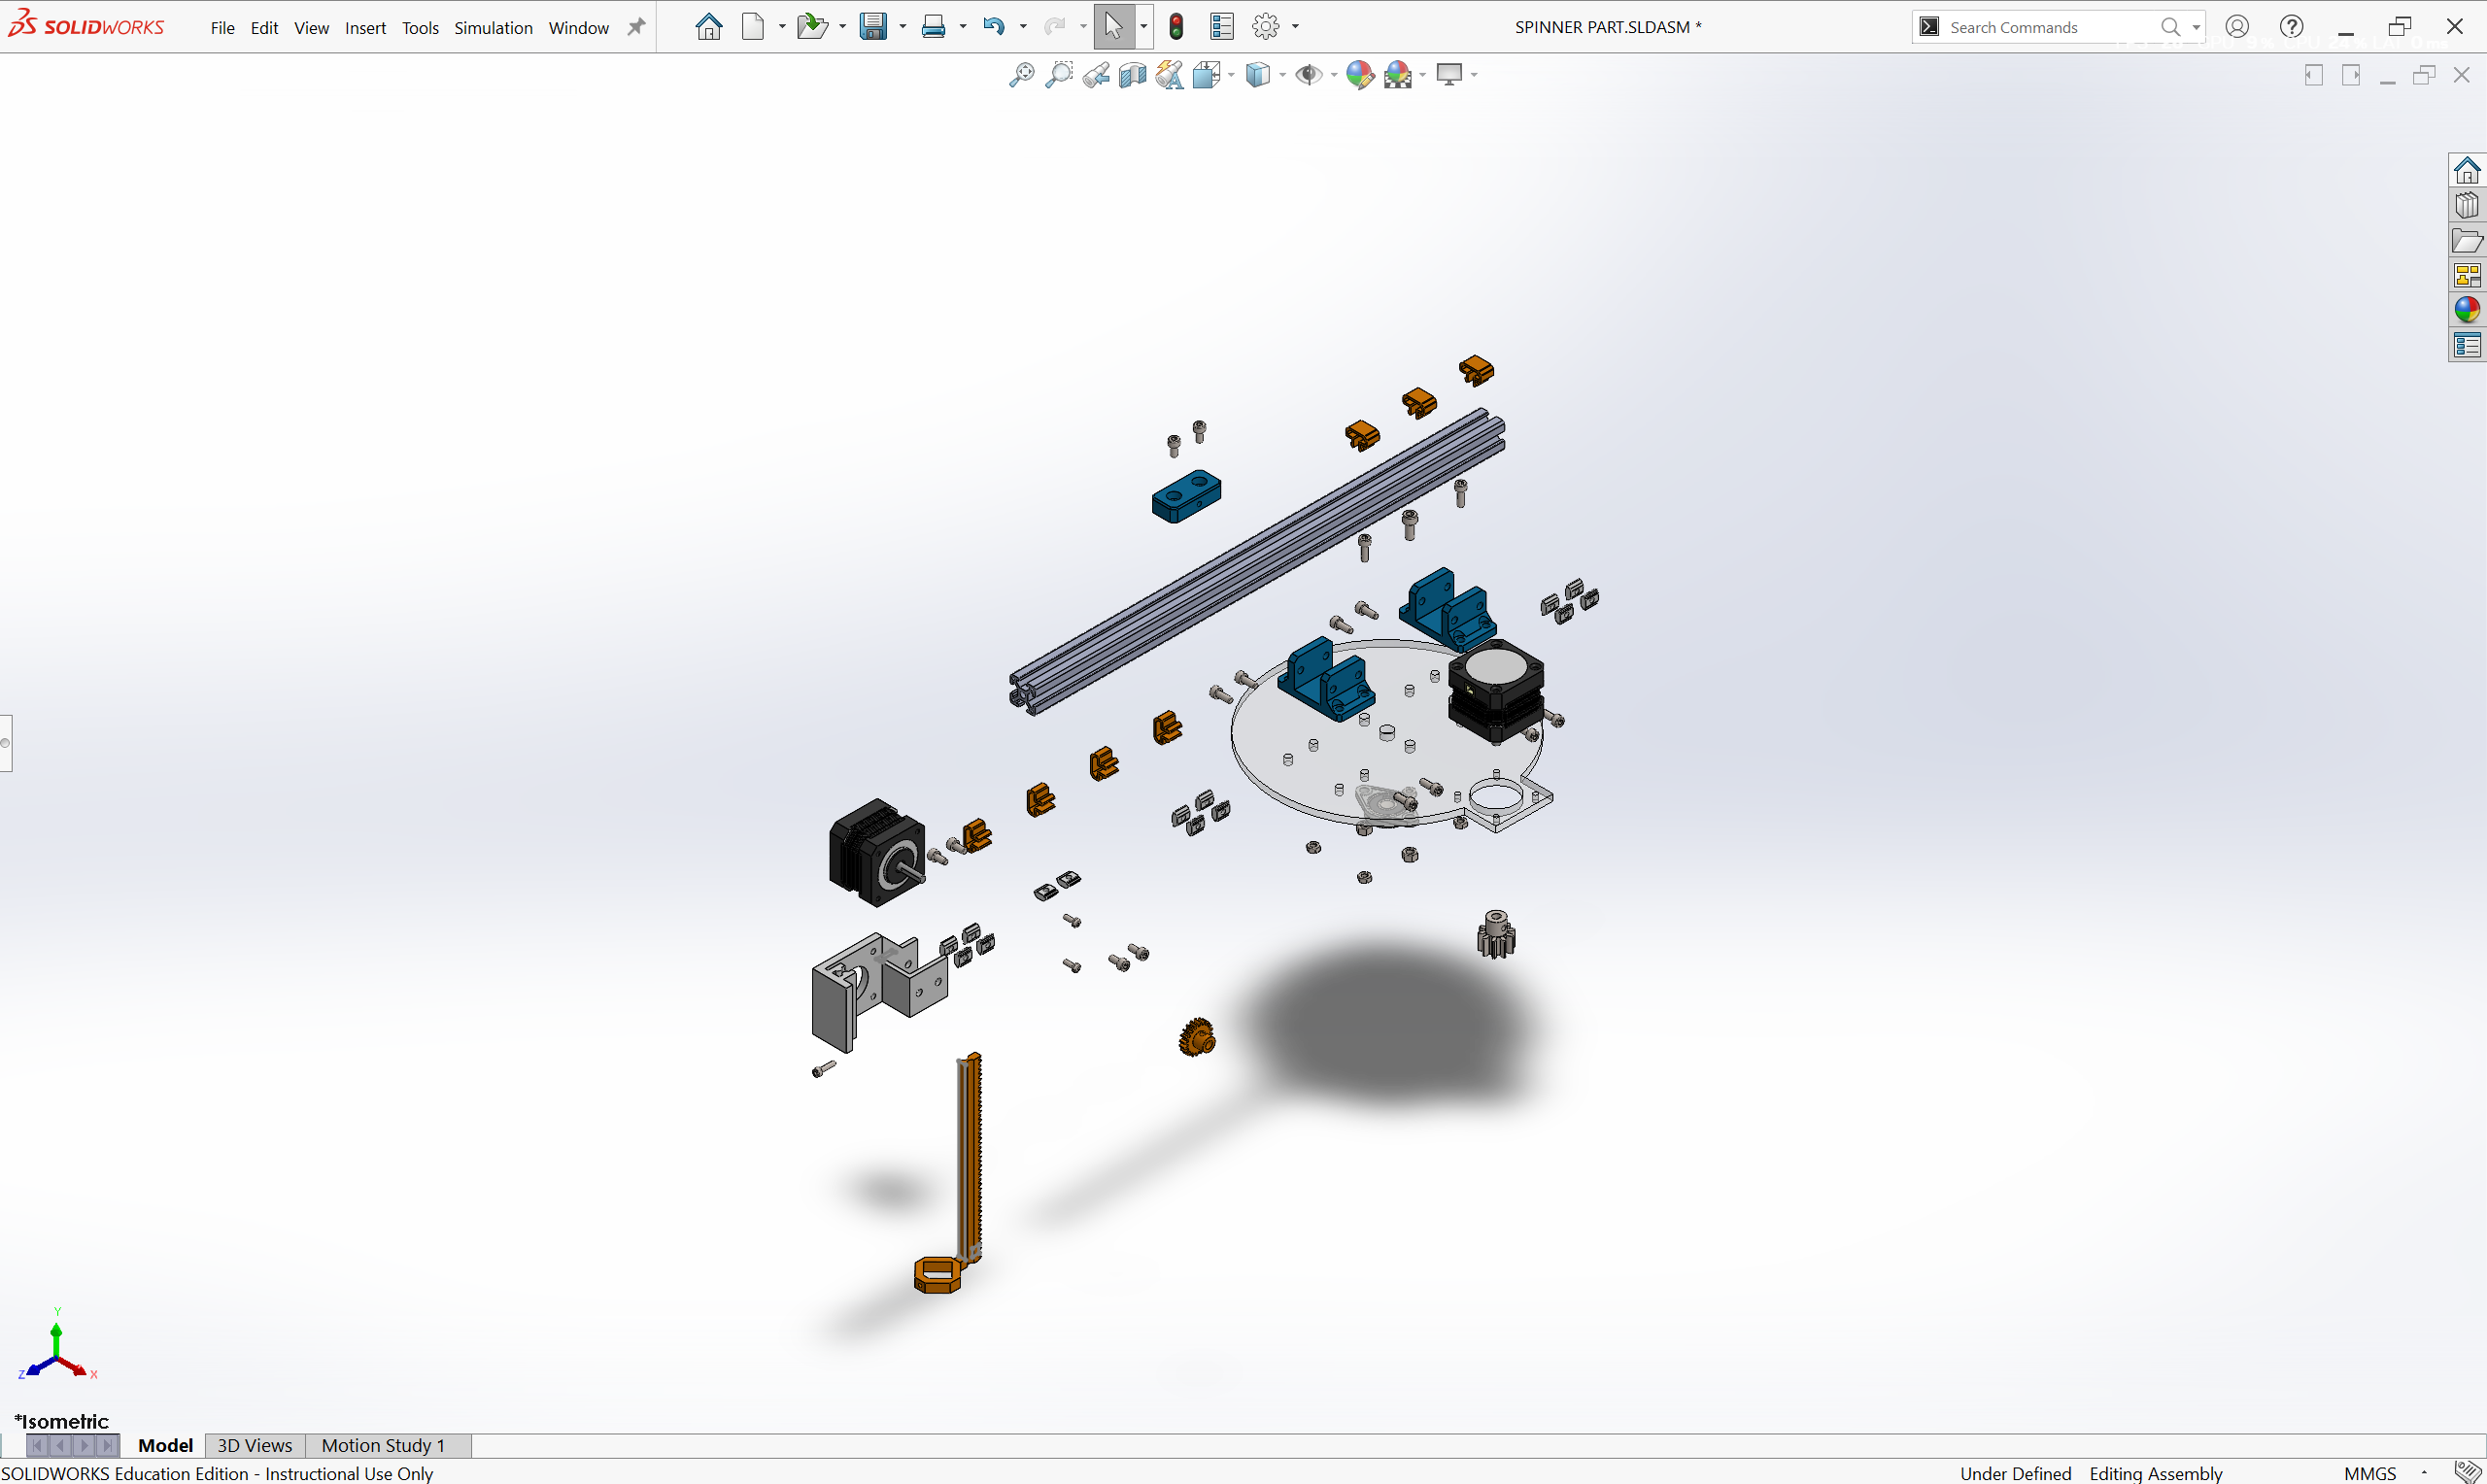 SOLIDWORKS File Edit View Insert Tools Simulation Window SPINNER PART.SLDASM * Search Commands
Y
Z X
*Isometric
Model 3D Views Motion Study 1
SOLIDWORKS Education Edition - Instructional Use Only Under Defined Editing Assembly MMGS